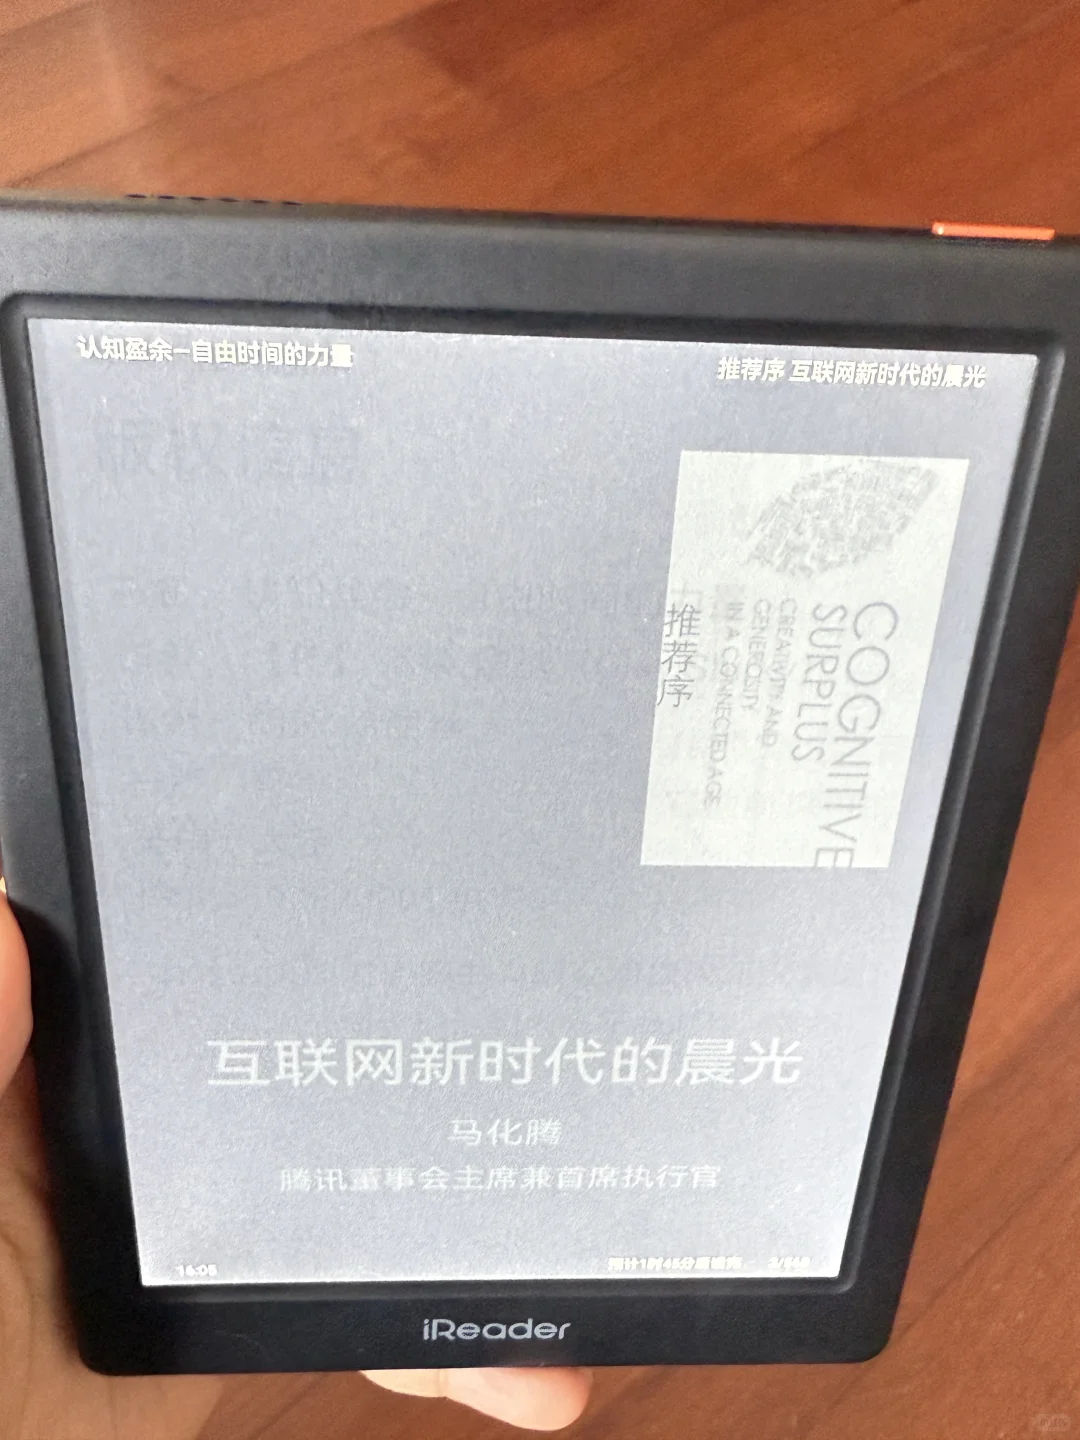 认知盈余—自由时间的力量
推荐序 互联网新时代的晨光
COGNITIVE
SURPLUS
CREATIVITY AND
GENEROSITY
IN A CONNECTED AGE
推荐序
互联网新时代的晨光
马化腾
腾讯董事会主席兼首席执行官
16:05
iReader